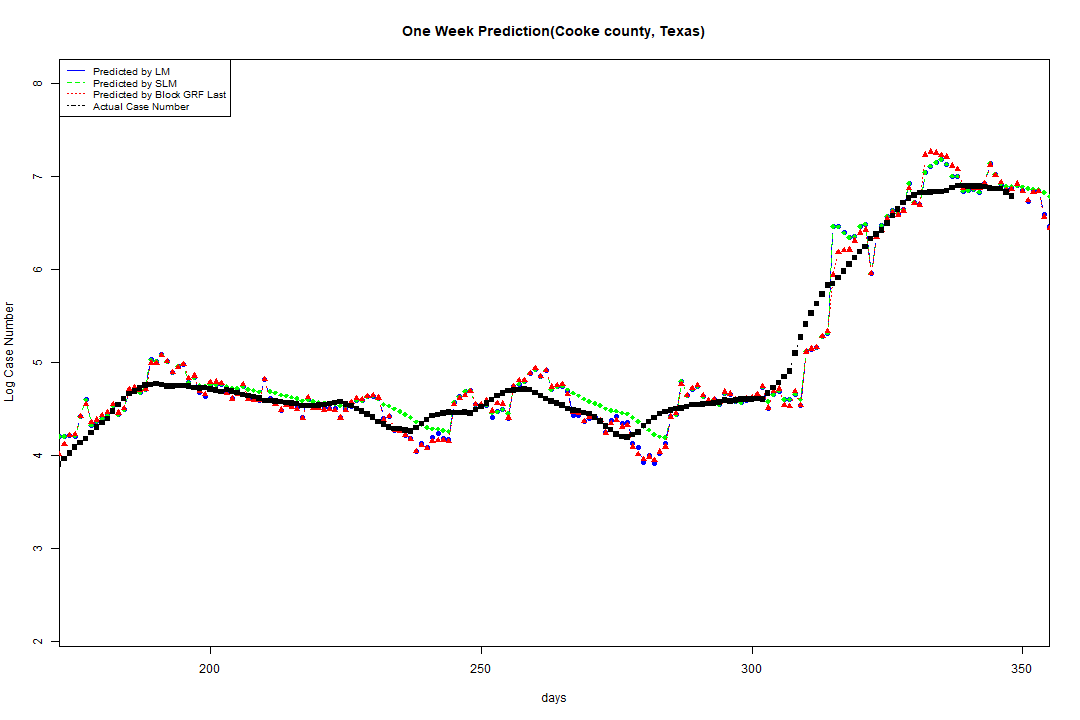 One Week Prediction(Cooke county, Texas)
Predicted by LM
Predicted by SLM
Predicted by Block GRF Last
Actual Case Number
8
7
6
5
4
3
2
Log Case Number
200 250 300 350
days